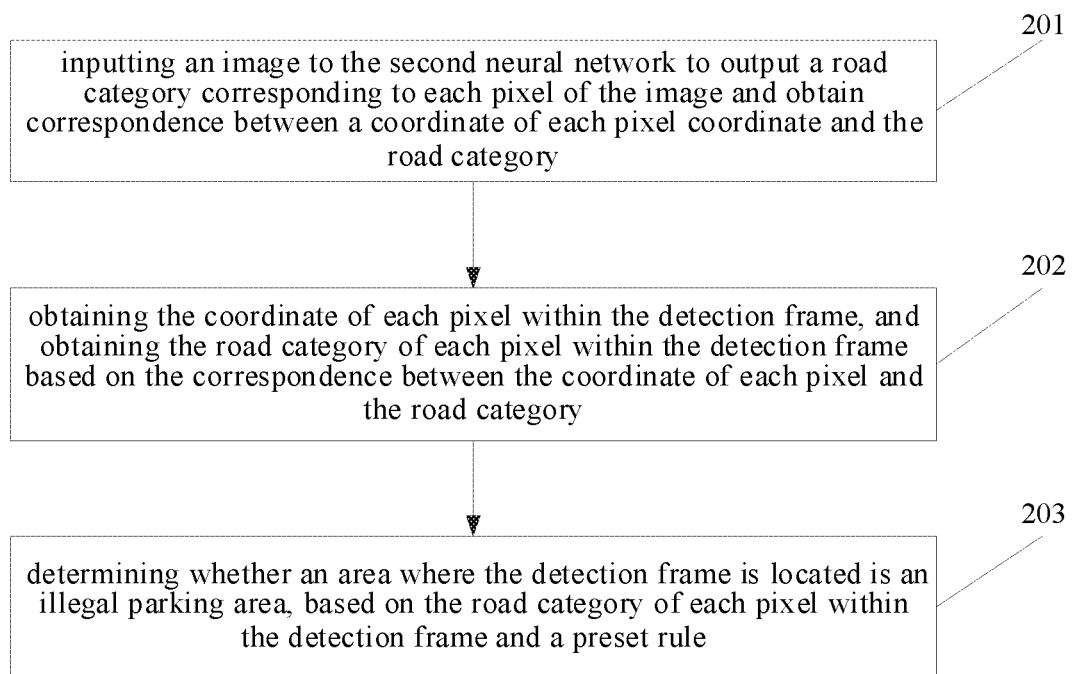 201
inputting an image to the second neural network to output a road
category corresponding to each pixel of the image and obtain
correspondence between a coordinate of each pixel coordinate and the
road category
202
obtaining the coordinate of each pixel within the detection frame, and
obtaining the road category of each pixel within the detection frame
based on the correspondence between the coordinate of each pixel and
the road category
203
determining whether an area where the detection frame is located is an
illegal parking area, based on the road category of each pixel within
the detection frame and a preset rule